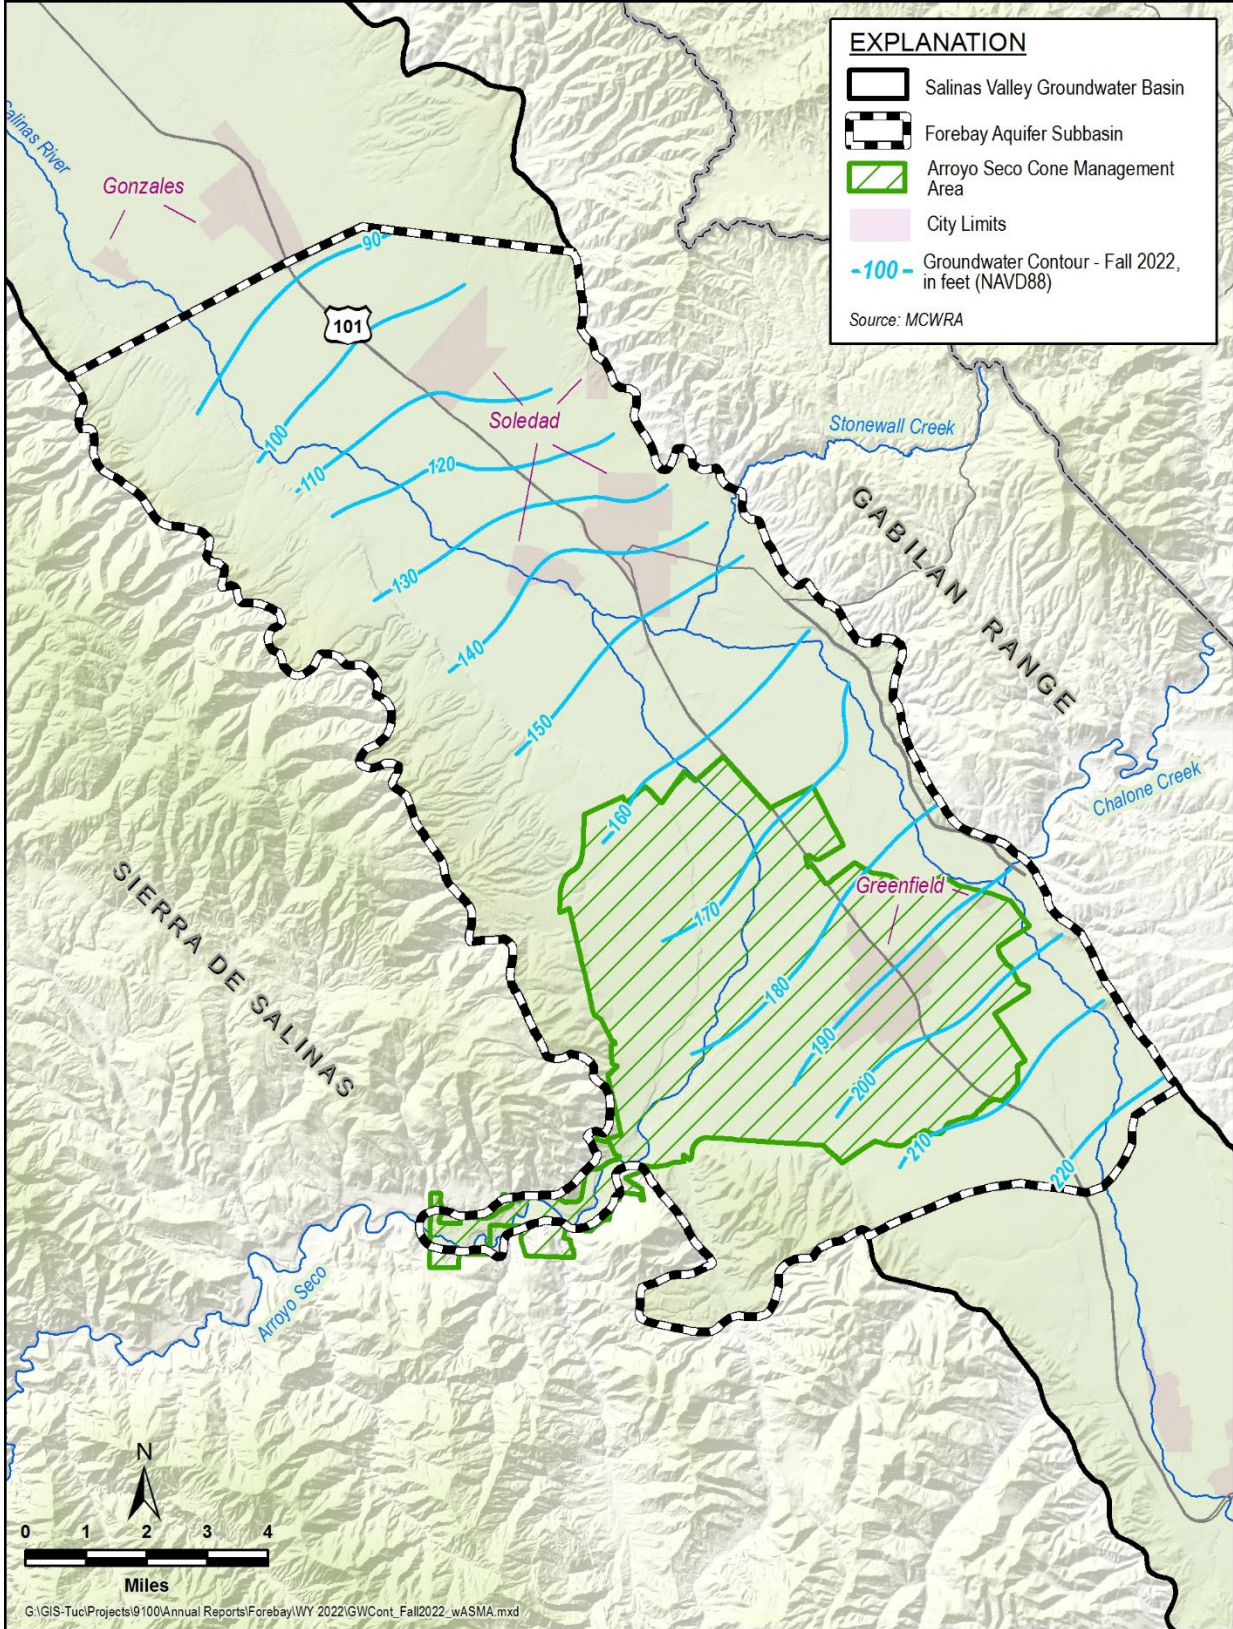 EXPLANATION
Salinas Valley Groundwater Basin
Forebay Aquifer Subbasin
Arroyo Seco Cone Management
Area
City Limits
-100- Groundwater Contour - Fall 2022,
in feet (NAVD88)
Source: MCWRA
Salinas River
Gonzales
90
101
Soledad
100
110
120
130
140
150
160
170
180
190
200
210
220
Stonewall Creek
GABILAN RANGE
Chalone Creek
Greenfield
SIERRA DE SALINAS
Arroyo Seco
N
0 1 2 3 4
Miles
G:\GIS-Tuc\Projects\9100\Annual Reports\Forebay\WY 2022\GWCont_Fall2022_wASMA.mxd